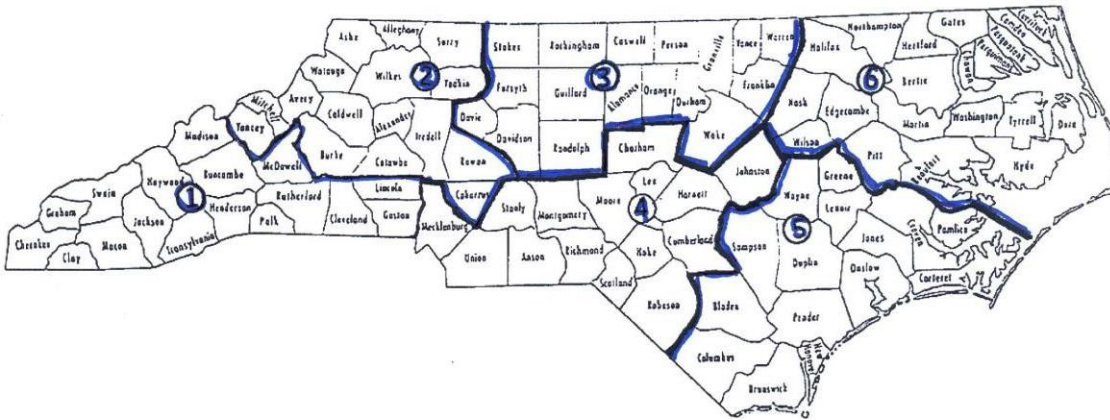 Ashe
Alleghany
Surry
Stokes
Rockingham
Caswell
Person
Granville
Vance
Warren
Halifax
Northampton
Gates
Hertford
Camden
Currituck
Pasquotank
Perquimans
Chowan
Watauga
Wilkes
2
Yadkin
Forsyth
Guilford
3
Alamance
Orange
Durham
Franklin
Nash
6
Bertie
Mitchell
Avery
Caldwell
Alexander
Iredell
Davie
Davidson
Randolph
Chatham
Wake
Edgecombe
Martin
Washington
Tyrrell
Dare
Madison
Yancey
McDowell
Burke
Catawba
Rowan
Johnston
Wilson
Pitt
Beaufort
Hyde
Swain
Haywood
Buncombe
Rutherford
Lincoln
Cabarrus
Stanly
Montgomery
Moore
Lee
Harnett
Wayne
Greene
Lenoir
Craven
Pamlico
Graham
1
Jackson
Henderson
Polk
Cleveland
Gaston
Mecklenburg
4
5
Jones
Cherokee
Clay
Macon
Transylvania
Union
Anson
Richmond
Hoke
Cumberland
Sampson
Duplin
Onslow
Carteret
Scotland
Robeson
Bladen
Pender
Columbus
New
Hanover
Brunswick